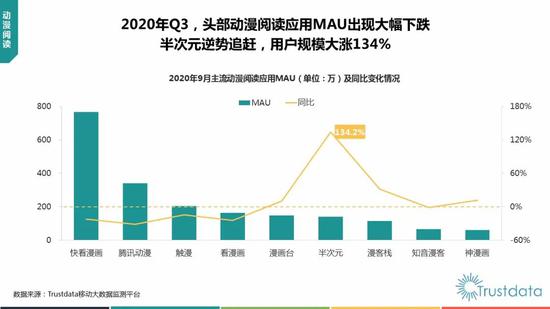 动漫阅读
2020年Q3，头部动漫阅读应用MAU出现大幅下跌
半次元逆势追赶，用户规模大涨134%
2020年9月主流动漫阅读应用MAU（单位：万）及同比变化情况
MAU 同比
800 180%
600 120%
400 60%
200 0%
0 -60%
134.2%
快看漫画 腾讯动漫 触漫 看漫画 漫画台 半次元 漫客栈 知音漫客 神漫画
数据来源：Trustdata移动大数据监测平台
Trustdata